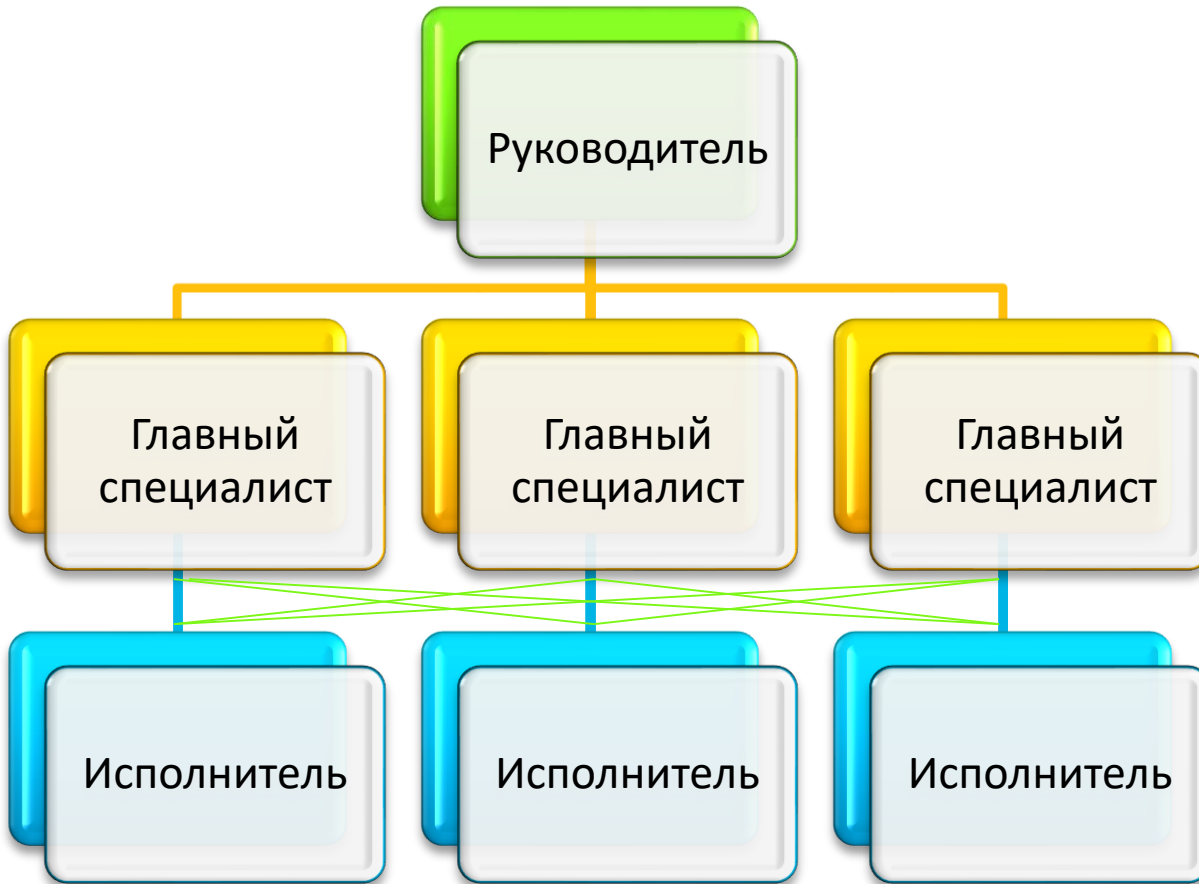 Руководитель
Главный
специалист
Главный
специалист
Главный
специалист
Исполнитель
Исполнитель
Исполнитель